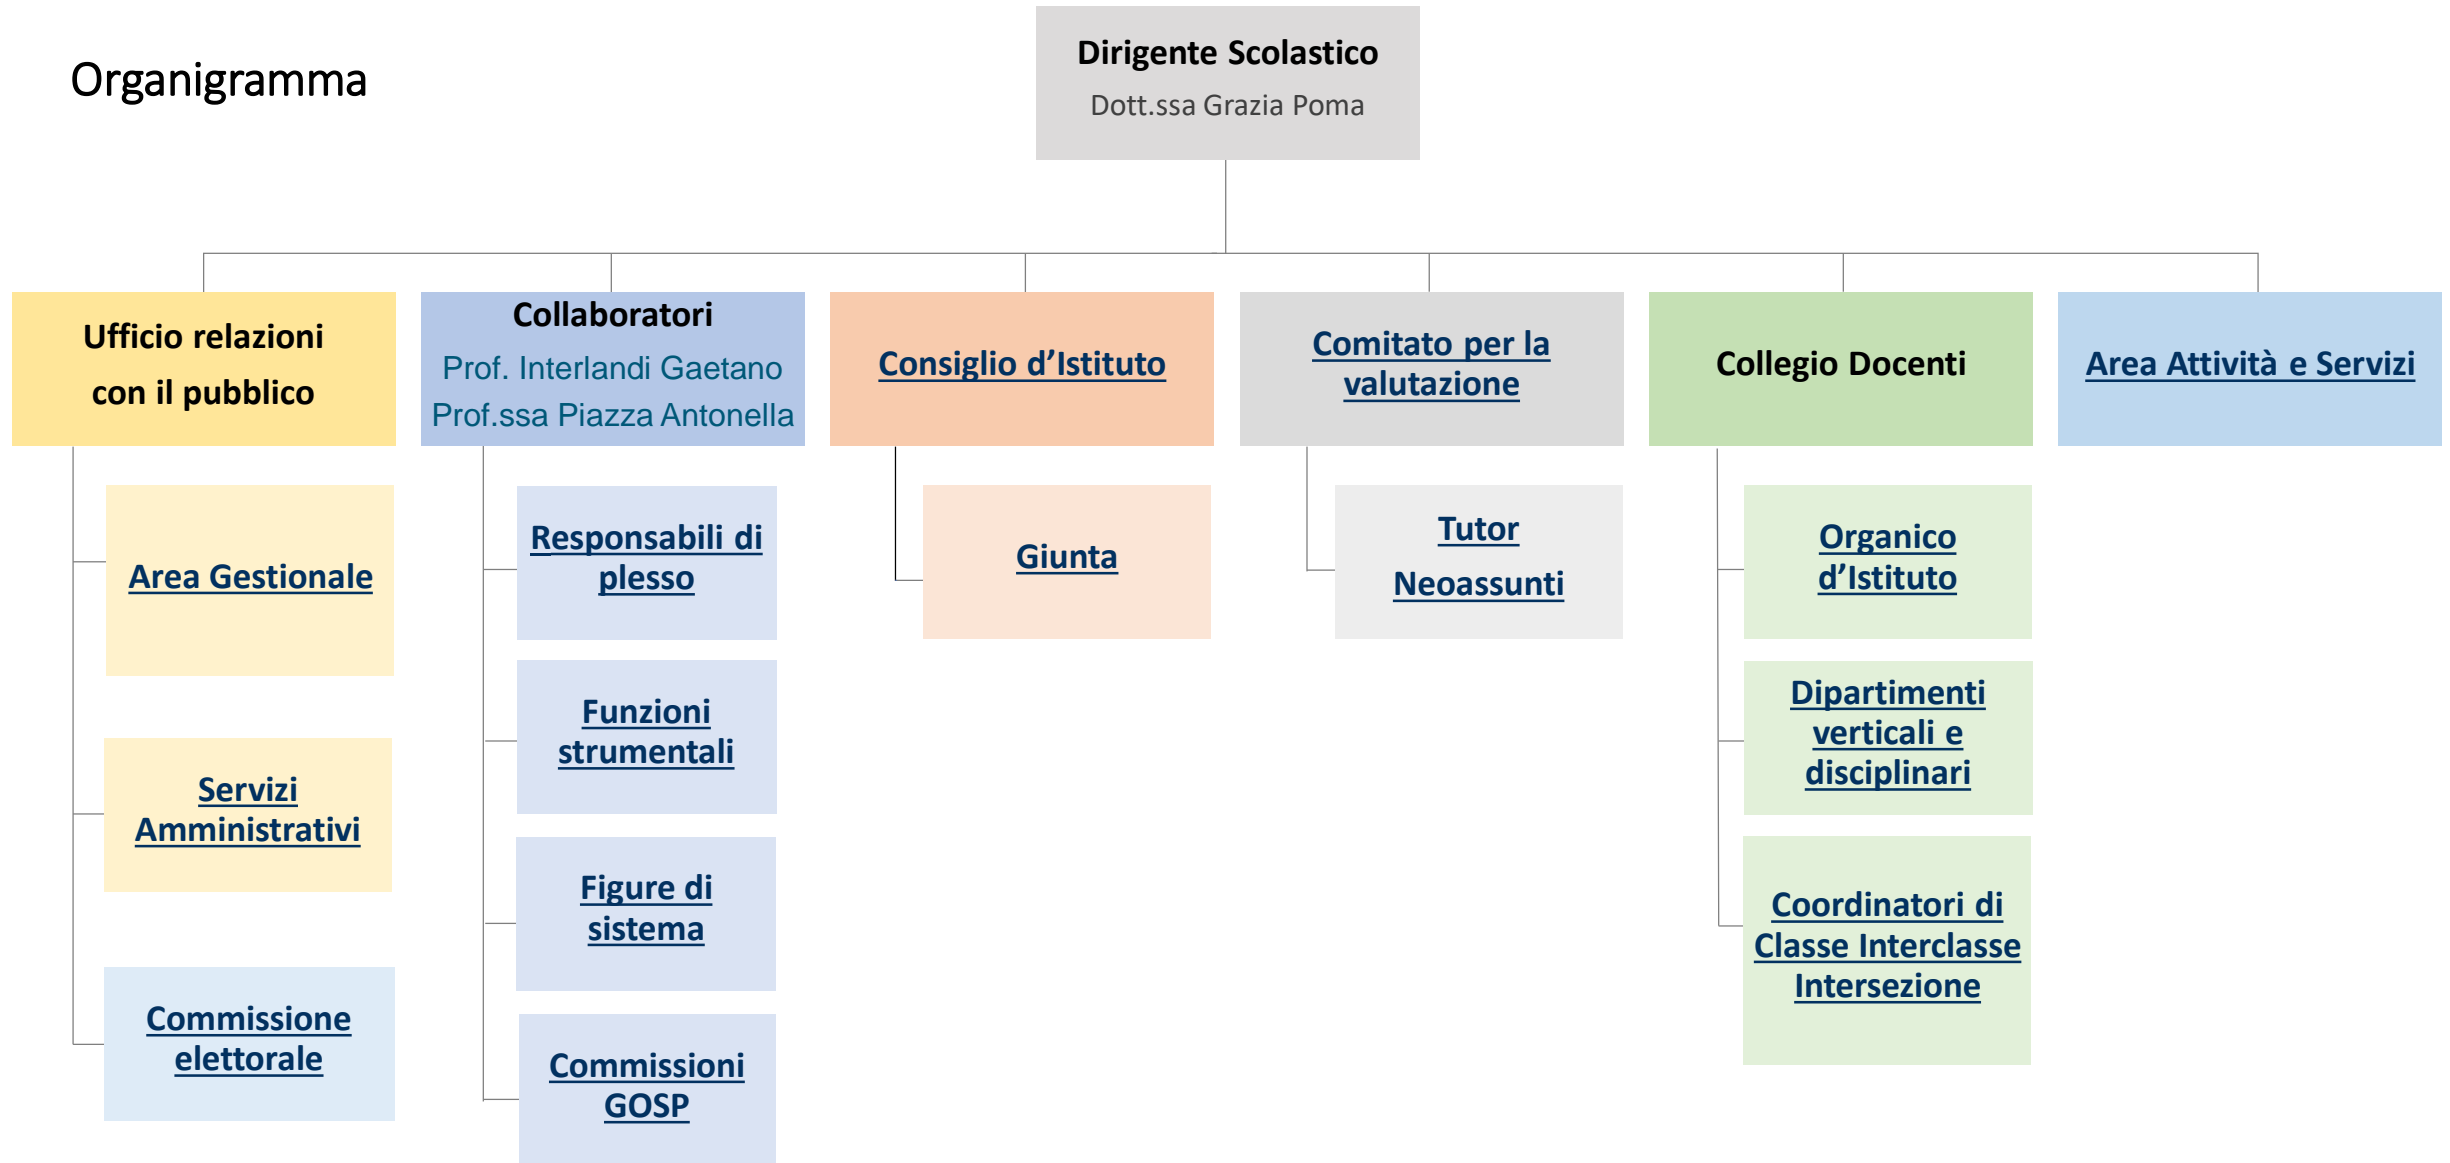 Organigramma
Dirigente Scolastico
Dott.ssa Grazia Poma
Ufficio relazioni
con il pubblico
Area Gestionale
Servizi
Amministrativi
Commissione
elettorale
Collaboratori
Prof. Interlandi Gaetano
Prof.ssa Piazza Antonella
Responsabili di
plesso
Funzioni
strumentali
Figure di
sistema
Commissioni
GOSP
Consiglio d’Istituto
Giunta
Comitato per la
valutazione
Tutor
Neoassunti
Collegio Docenti
Organico
d’Istituto
Dipartimenti
verticali e
disciplinari
Coordinatori di
Classe Interclasse
Intersezione
Area Attività e Servizi